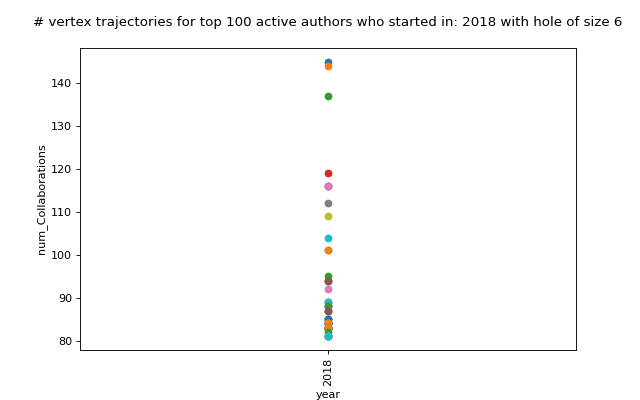 # vertex trajectories for top 100 active authors who started in: 2018 with hole of size 6
140
130
120
110
100
90
80
num_Collaborations
2018
year